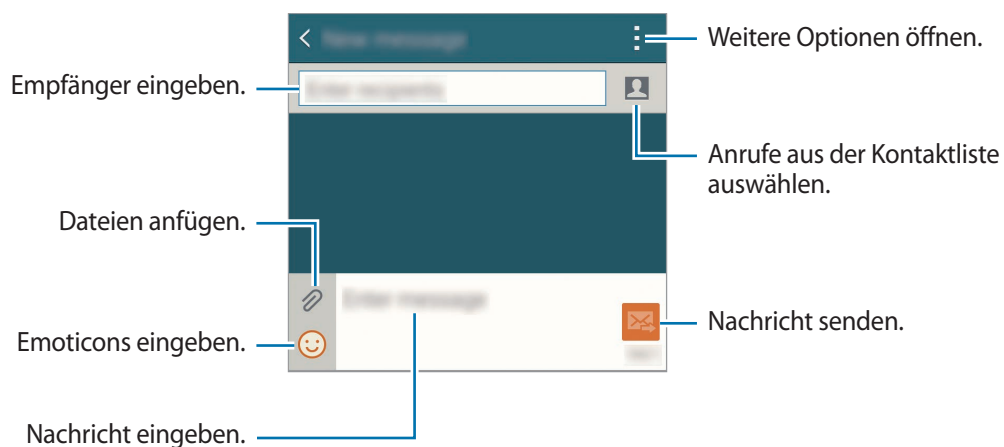 Weitere Optionen öffnen.
Empfänger eingeben.
Anrufe aus der Kontaktliste
auswählen.
Dateien anfügen.
Nachricht senden.
Emoticons eingeben.
Nachricht eingeben.